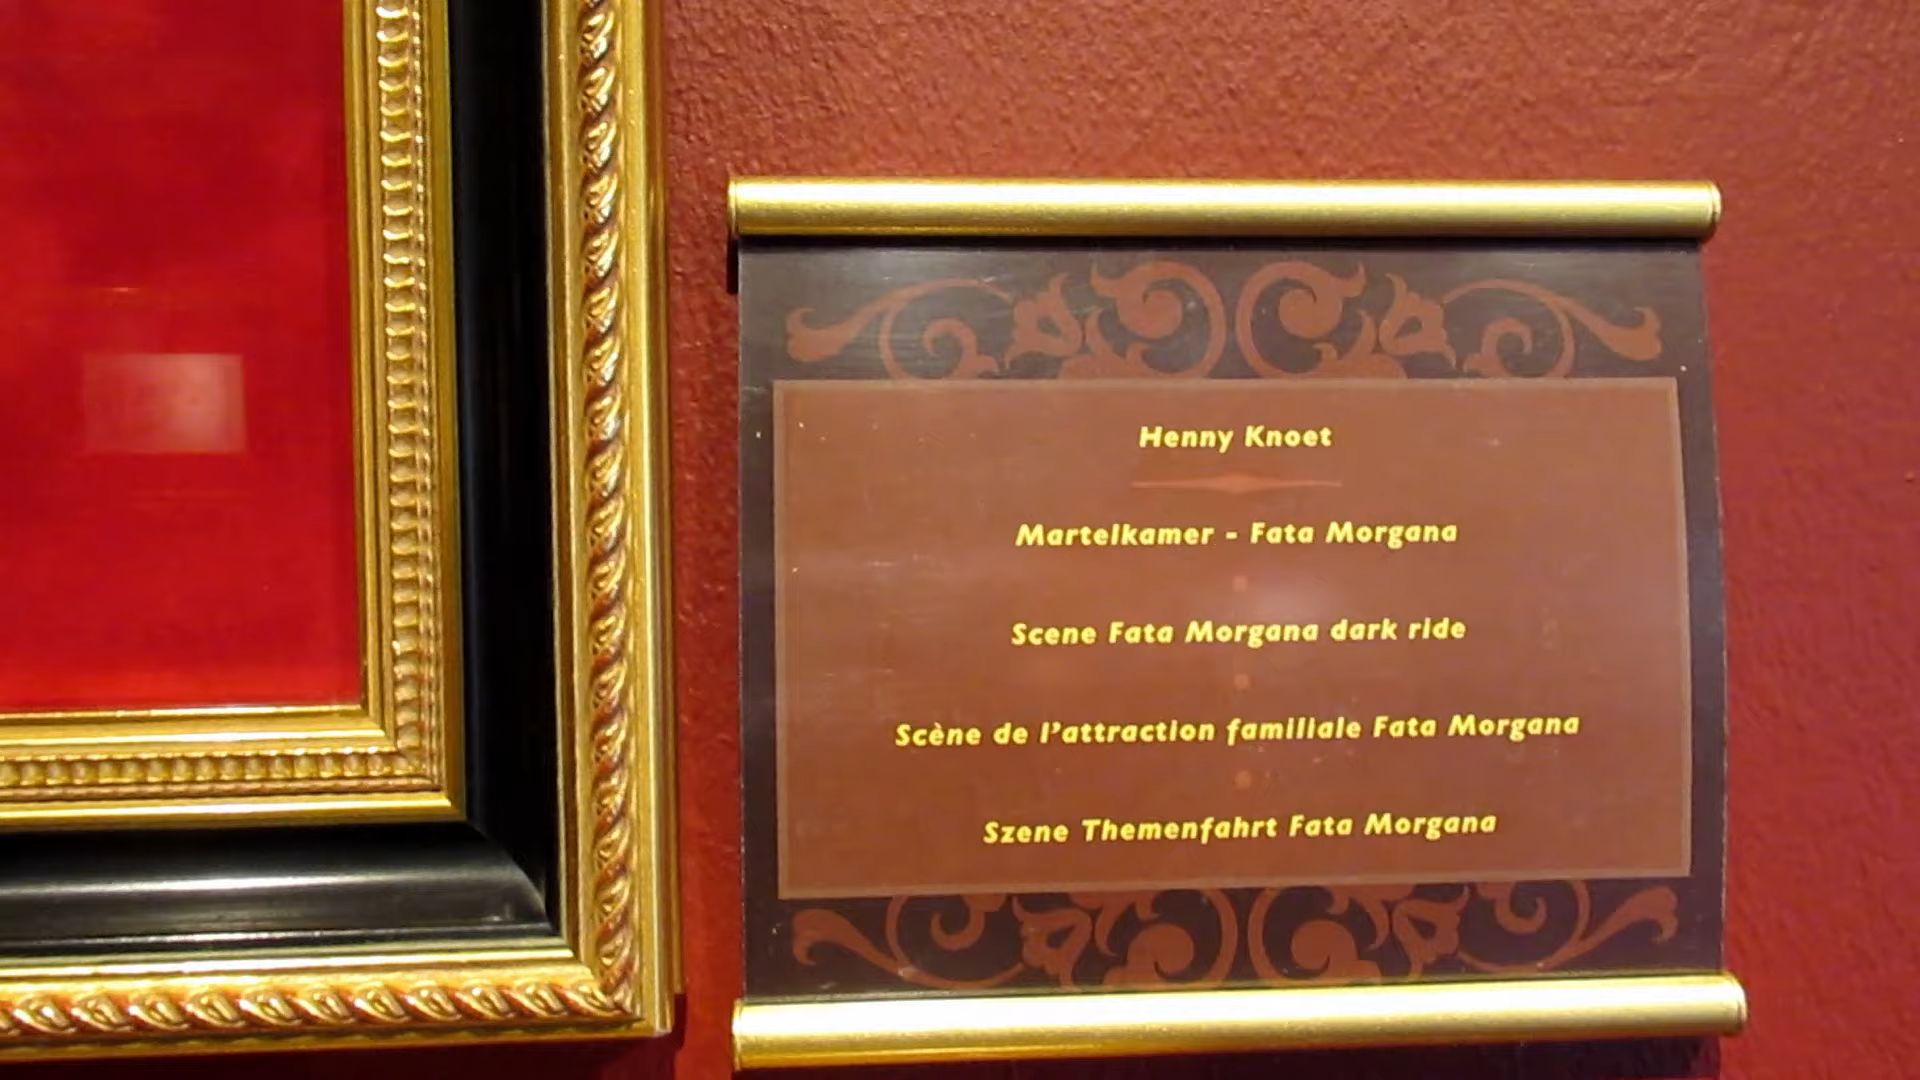 Henny Knoet
Martelkamer - Fata Morgana
Scene Fata Morgana dark ride
Scène de l’attraction familiale Fata Morgana
Szene Themenfahrt Fata Morgana